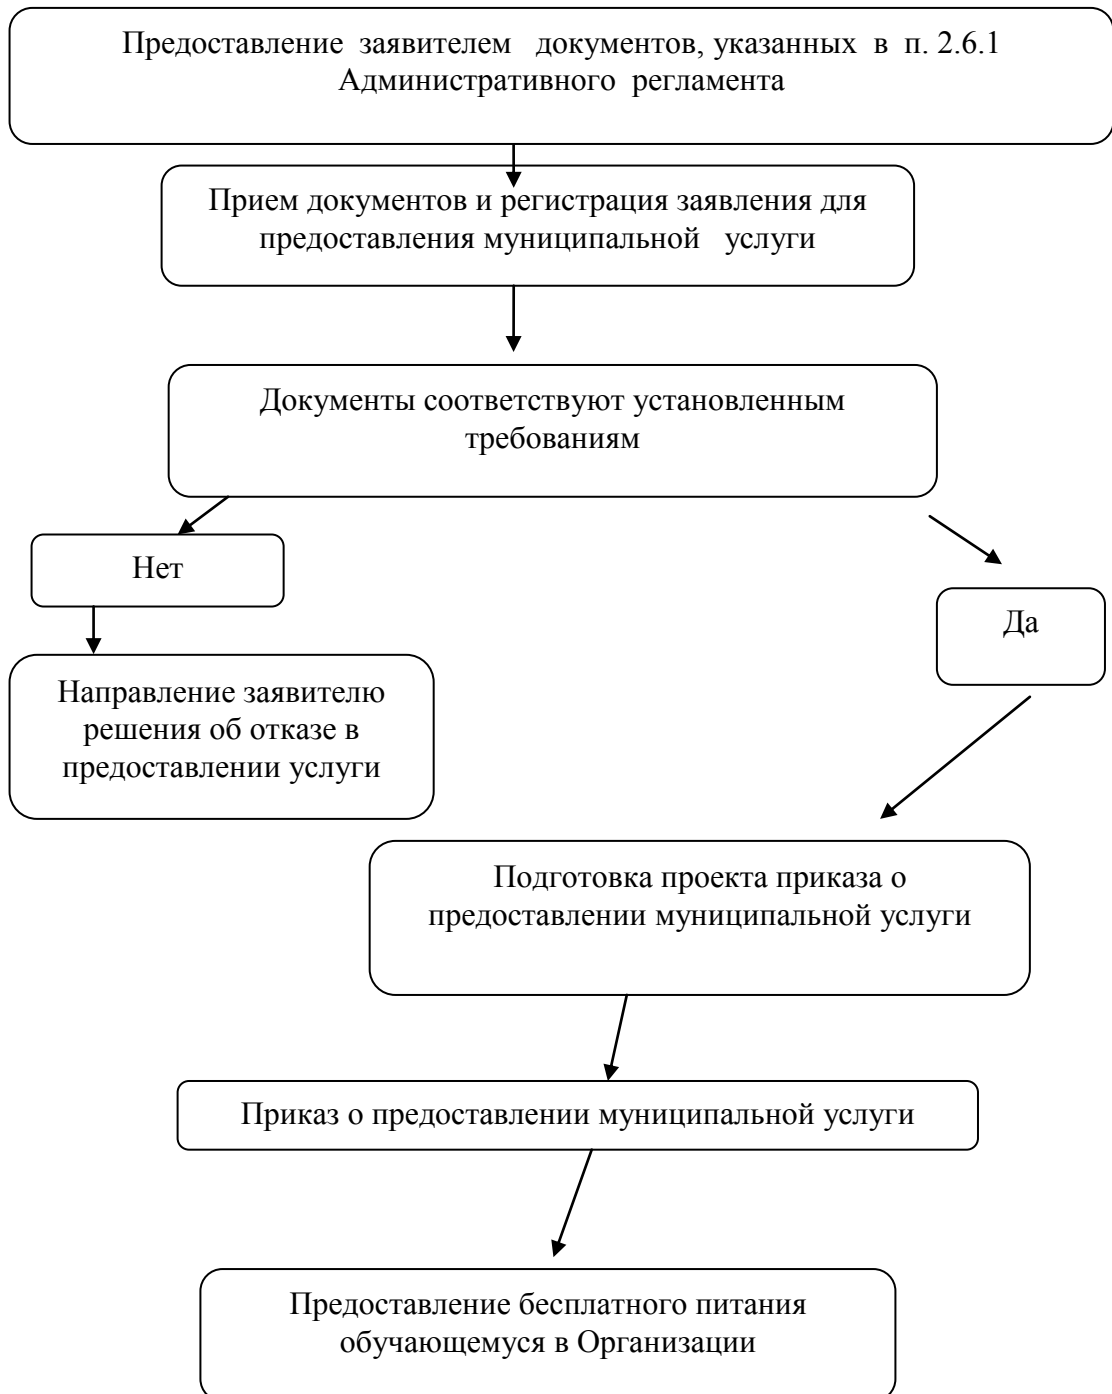 Предоставление заявителем документов, указанных в п. 2.6.1
Административного регламента
Прием документов и регистрация заявления для
предоставления муниципальной услуги
Документы соответствуют установленным
требованиям
Нет
Да
Направление заявителю
решения об отказе в
предоставлении услуги
Подготовка проекта приказа о
предоставлении муниципальной услуги
Приказ о предоставлении муниципальной услуги
Предоставление бесплатного питания
обучающемуся в Организации